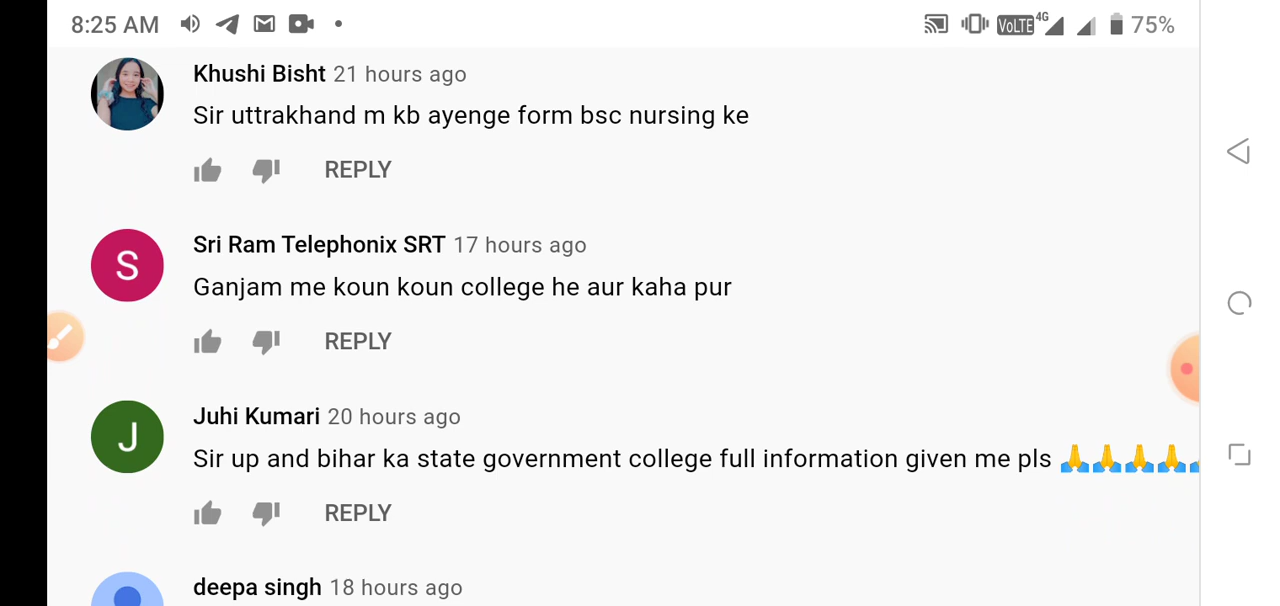 8:25 AM VoLTE 4G 75%
Khushi Bisht 21 hours ago
Sir uttrakhand m kb ayenge form bsc nursing ke
REPLY
S
Sri Ram Telephonix SRT 17 hours ago
Ganjam me koun koun college he aur kaha pur
REPLY
J
Juhi Kumari 20 hours ago
Sir up and bihar ka state government college full information given me pls 🙏🙏🙏🙏
REPLY
deepa singh 18 hours ago